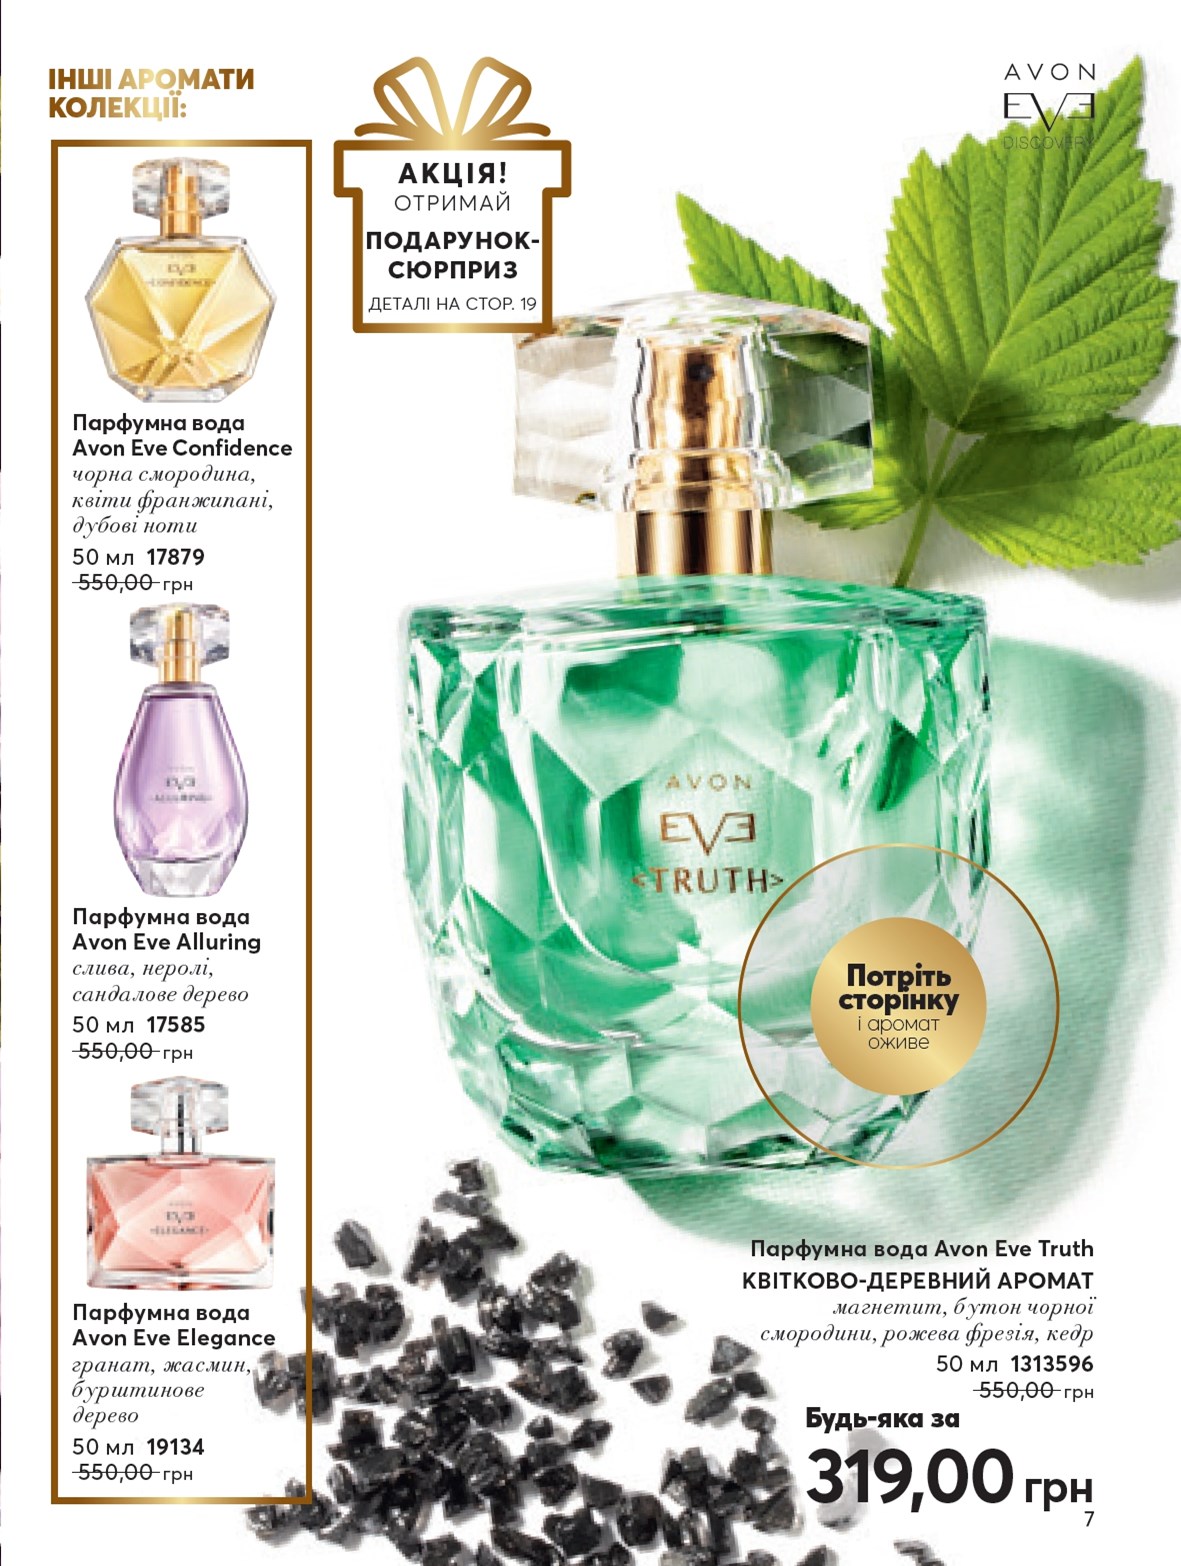 ІНШІ АРОМАТИ
КОЛЕКЦІЇ:
АКЦІЯ!
ОТРИМАЙ
ПОДАРУНОК-
СЮРПРИЗ
ДЕТАЛІ НА СТОР. 19
AVON
EVE
DISCOVERY
AVON
EVE
<CONFIDENCE>
Парфумна вода
Avon Eve Confidence
чорна смородина,
квіти франжипані,
дубові ноти
50 мл 17879
550,00 грн
AVON
EVE
<ALLURING>
Парфумна вода
Avon Eve Alluring
слива, неролі,
сандалове дерево
50 мл 17585
550,00 грн
AVON
EVE
<ELEGANCE>
Парфумна вода
Avon Eve Elegance
гранат, жасмин,
бурштинове
дерево
50 мл 19134
550,00 грн
AVON
EVE
<TRUTH>
Потріть
сторінку
і аромат
оживе
Парфумна вода Avon Eve Truth
КВІТКОВО-ДЕРЕВНИЙ АРОМАТ
магнетит, бутон чорної
смородини, рожева фрезія, кедр
50 мл 1313596
550,00 грн
Будь-яка за
319,00 грн
7